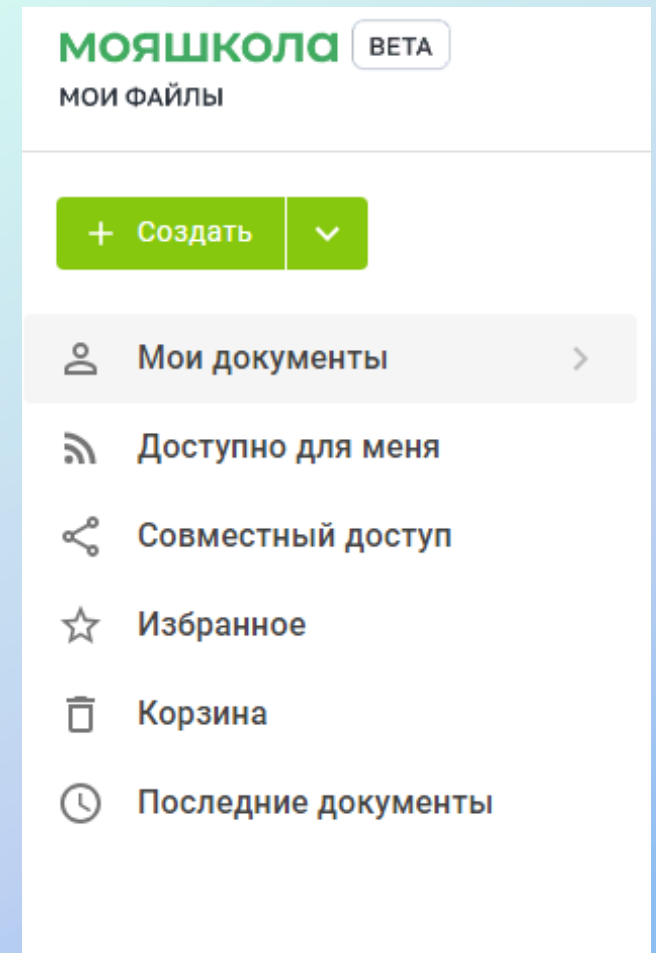 мояшкола BETA
МОИ ФАЙЛЫ
+ Создать
Мои документы
Доступно для меня
Совместный доступ
Избранное
Корзина
Последние документы